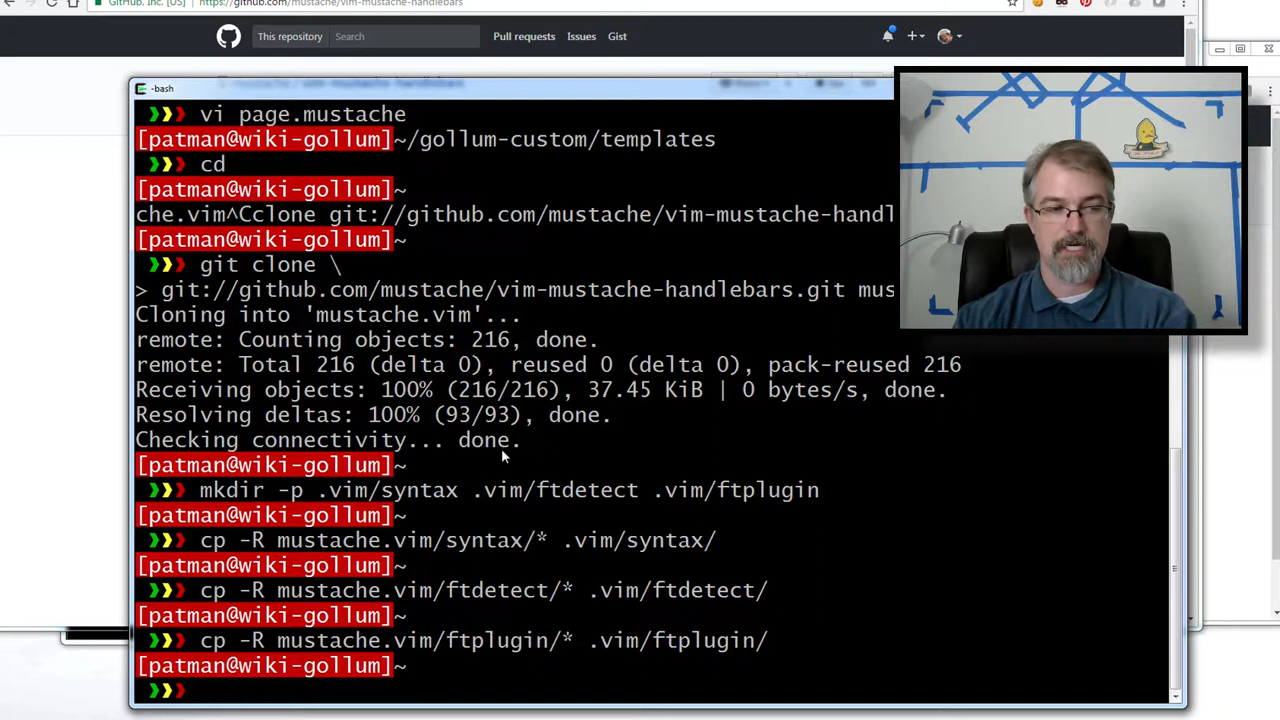 GitHub, Inc. [US]
https://github.com/mustache/vim-mustache-handlebars
This repository
Search
Pull requests
Issues
Gist
-bash
vi page.mustache
[patman@wiki-gollum]~/gollum-custom/templates
cd
[patman@wiki-gollum]~
che.vim^Cclone git://github.com/mustache/vim-mustache-handl
[patman@wiki-gollum]~
git clone \
> git://github.com/mustache/vim-mustache-handlebars.git mus
Cloning into 'mustache.vim'...
remote: Counting objects: 216, done.
remote: Total 216 (delta 0), reused 0 (delta 0), pack-reused 216
Receiving objects: 100% (216/216), 37.45 KiB | 0 bytes/s, done.
Resolving deltas: 100% (93/93), done.
Checking connectivity... done.
[patman@wiki-gollum]~
mkdir -p .vim/syntax .vim/ftdetect .vim/ftplugin
[patman@wiki-gollum]~
cp -R mustache.vim/syntax/* .vim/syntax/
[patman@wiki-gollum]~
cp -R mustache.vim/ftdetect/* .vim/ftdetect/
[patman@wiki-gollum]~
cp -R mustache.vim/ftplugin/* .vim/ftplugin/
[patman@wiki-gollum]~